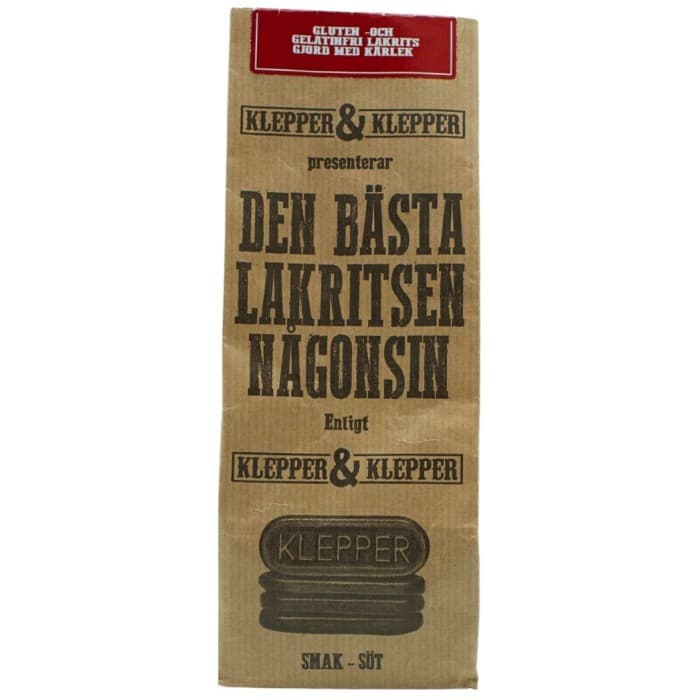 GLUTEN -OCH
GELATINFRI LAKRITS
GJORD MED KÄRLEK
KLEPPER & KLEPPER
presenterar
DEN BÄSTA
LAKRITSEN
NÅGONSIN
Enligt
KLEPPER & KLEPPER
KLEPPER
SMAK - SÖT